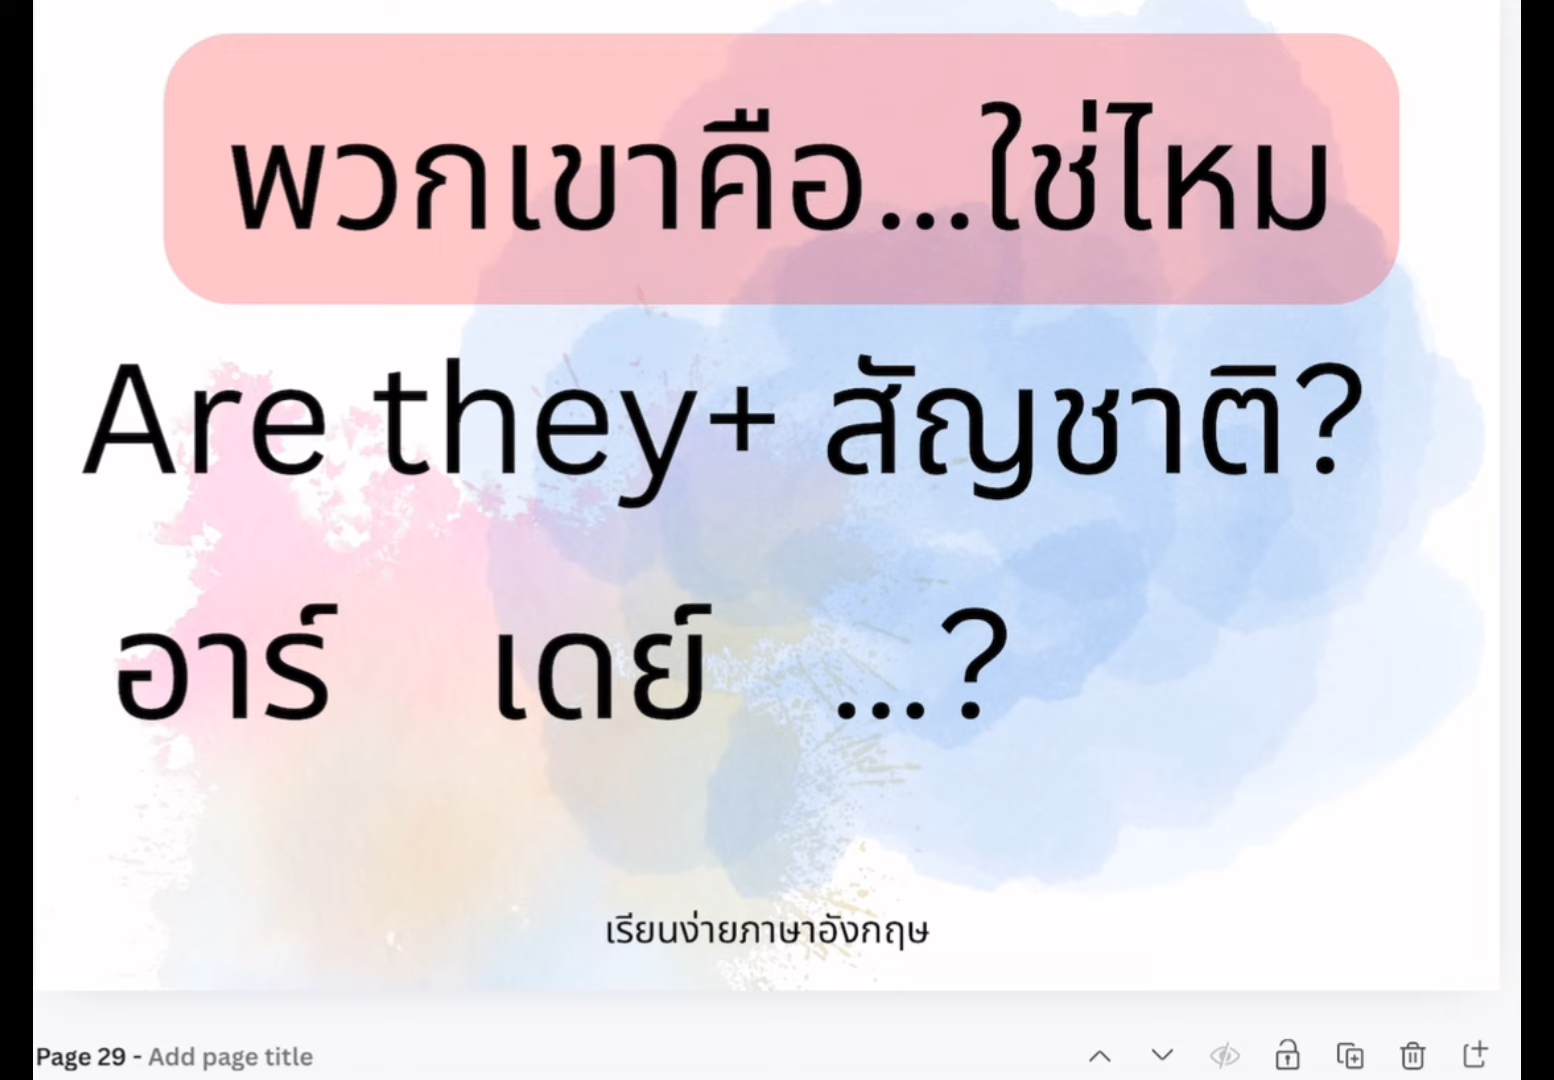 พวกเขาคือ...ใช่ไหม
Are they+ สัญชาติ?
อาร์ เดย์ ...?
เรียนง่ายภาษาอังกฤษ
Page 29 - Add page title